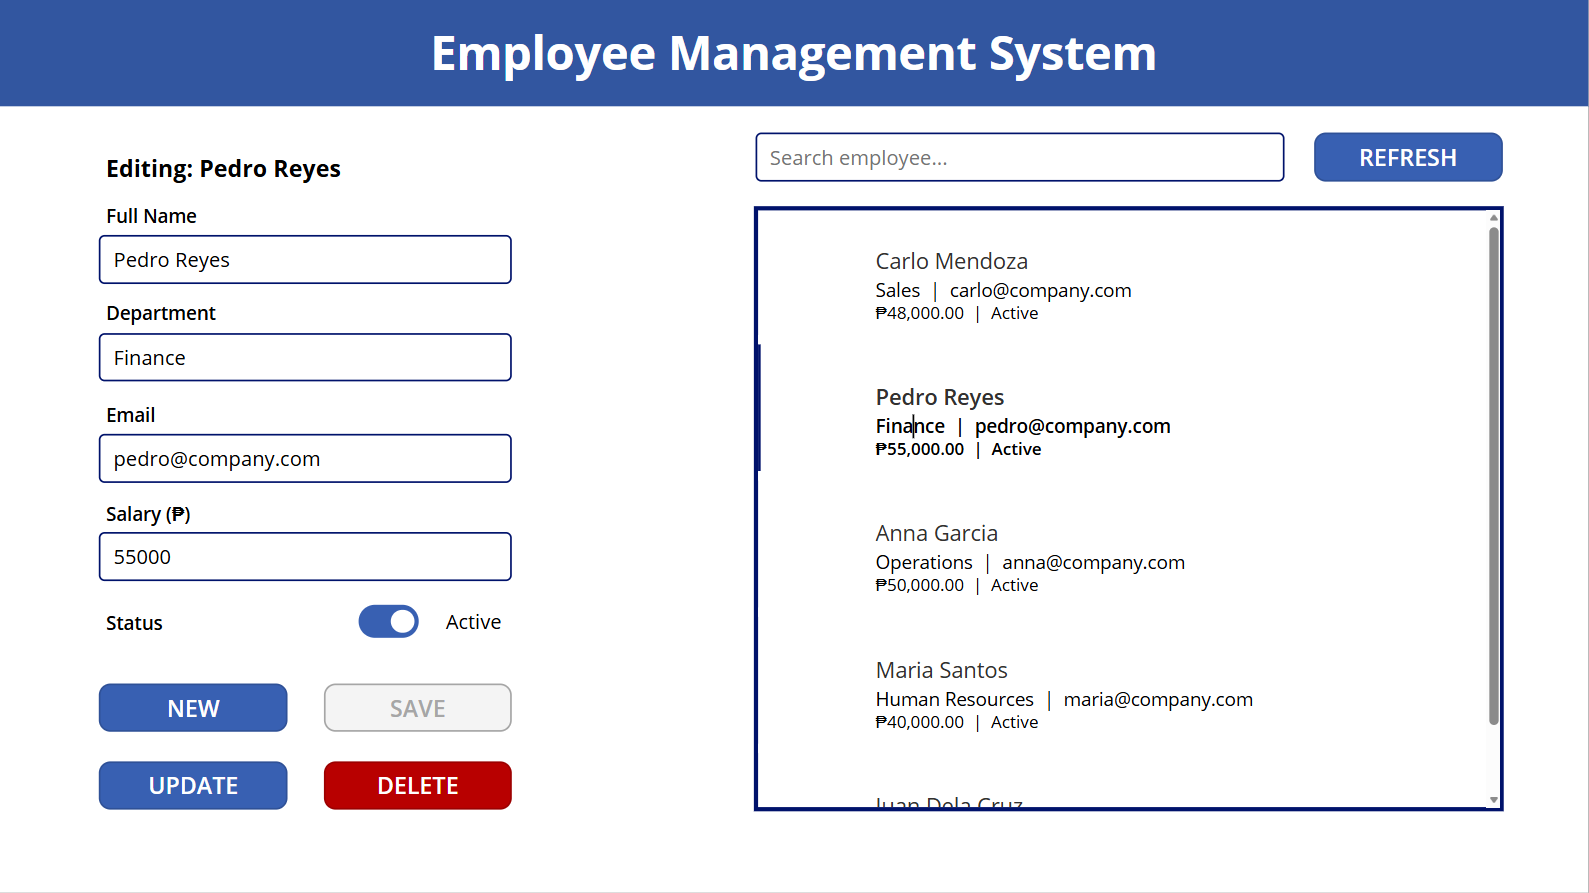 Employee Management System
Editing: Pedro Reyes
Full Name
Pedro Reyes
Department
Finance
Email
pedro@company.com
Salary (₱)
55000
Status
Active
NEW
SAVE
UPDATE
DELETE
Search employee...
REFRESH
Carlo Mendoza
Sales | carlo@company.com
₱48,000.00 | Active
Pedro Reyes
Finance | pedro@company.com
₱55,000.00 | Active
Anna Garcia
Operations | anna@company.com
₱50,000.00 | Active
Maria Santos
Human Resources | maria@company.com
₱40,000.00 | Active
Juan Dela Cruz